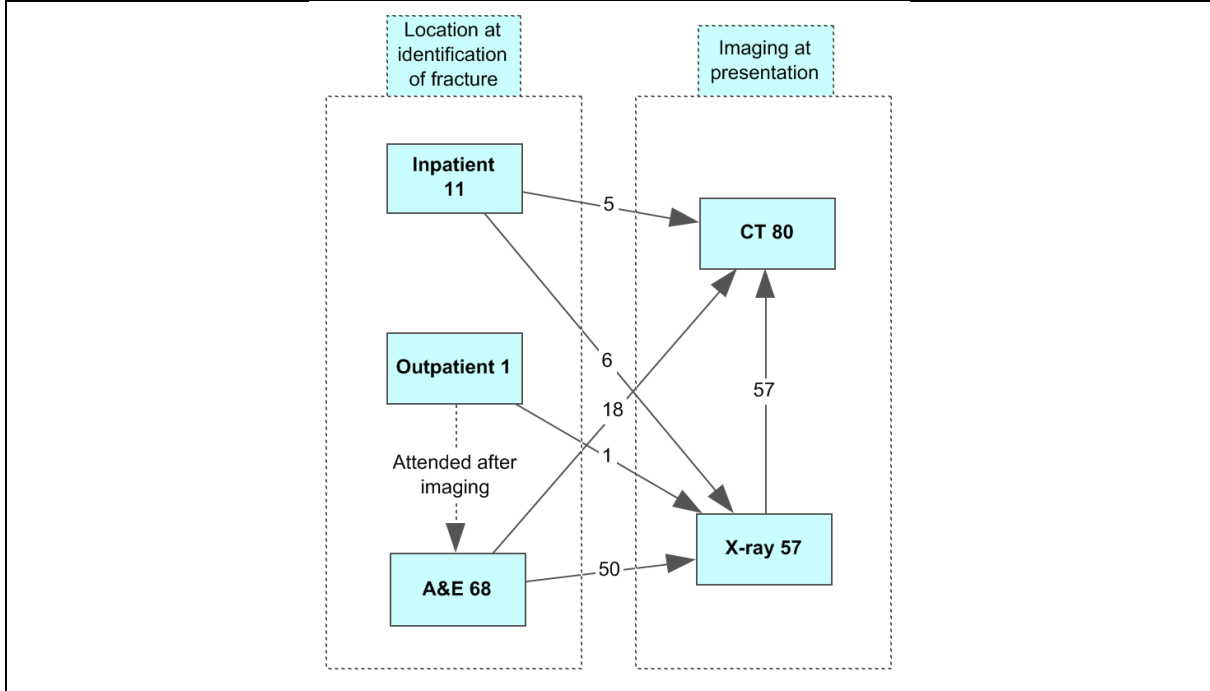 Location at
identification
of fracture
Imaging at
presentation
Inpatient
11
5
CT 80
6
Outpatient 1
18
57
1
Attended after
imaging
X-ray 57
50
A&E 68